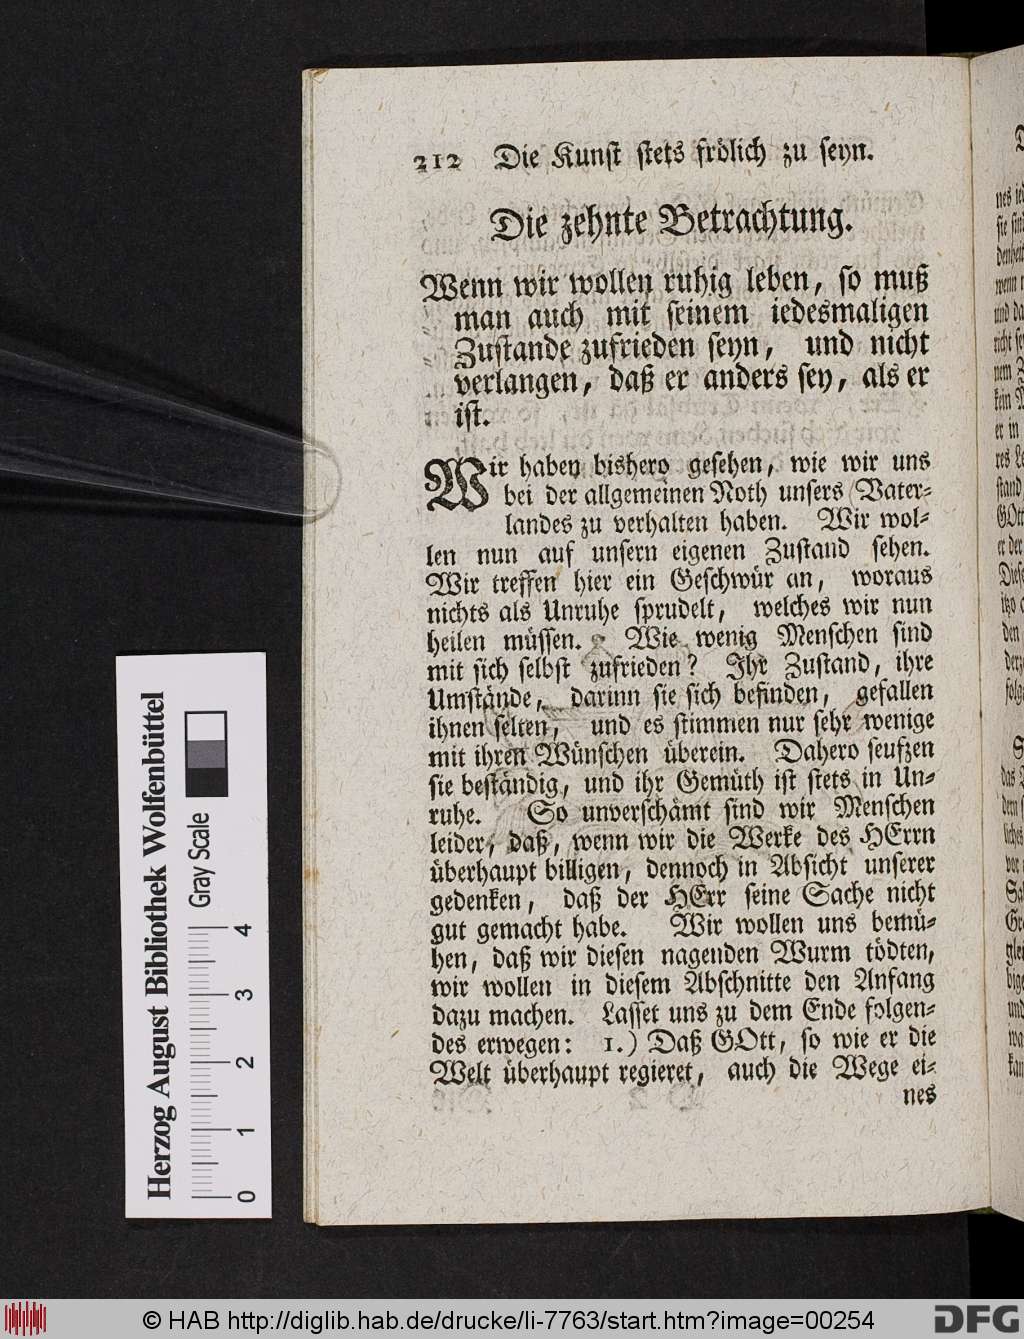 212 Die Kunst stets frölich zu seyn.
Die zehnte Betrachtung.
Wenn wir wollen ruhig leben, so muß
man auch mit seinem iedesmaligen
Zustande zufrieden seyn, und nicht
verlangen, daß er anders sey, als er
ist.
Wir haben bishero gesehen, wie wir uns
bei der allgemeinen Noth unsers Vater-
landes zu verhalten haben. Wir wol-
len nun auf unsern eigenen Zustand sehen.
Wir treffen hier ein Geschwür an, woraus
nichts als Unruhe sprudelt, welches wir nun
heilen müssen. Wie wenig Menschen sind
mit sich selbst zufrieden? Ihr Zustand, ihre
Umstände, darinn sie sich befinden, gefallen
ihnen selten, und es stimmen nur sehr wenige
mit ihren Wünschen überein. Dahero seufzen
sie beständig, und ihr Gemüth ist stets in Un-
ruhe. So unverschämt sind wir Menschen
leider, daß, wenn wir die Werke des HErrn
überhaupt billigen, dennoch in Absicht unserer
gedenken, daß der HErr seine Sache nicht
gut gemacht habe. Wir wollen uns bemü-
hen, daß wir diesen nagenden Wurm tödten,
wir wollen in diesem Abschnitte den Anfang
dazu machen. Lasset uns zu dem Ende folgen-
des erwegen: 1.) Daß GOtt, so wie er die
Welt überhaupt regieret, auch die Wege ei-
nes
Herzog August Bibliothek Wolfenbüttel
Gray Scale
0 1 2 3 4
© HAB http://diglib.hab.de/drucke/li-7763/start.htm?image=00254
DFG